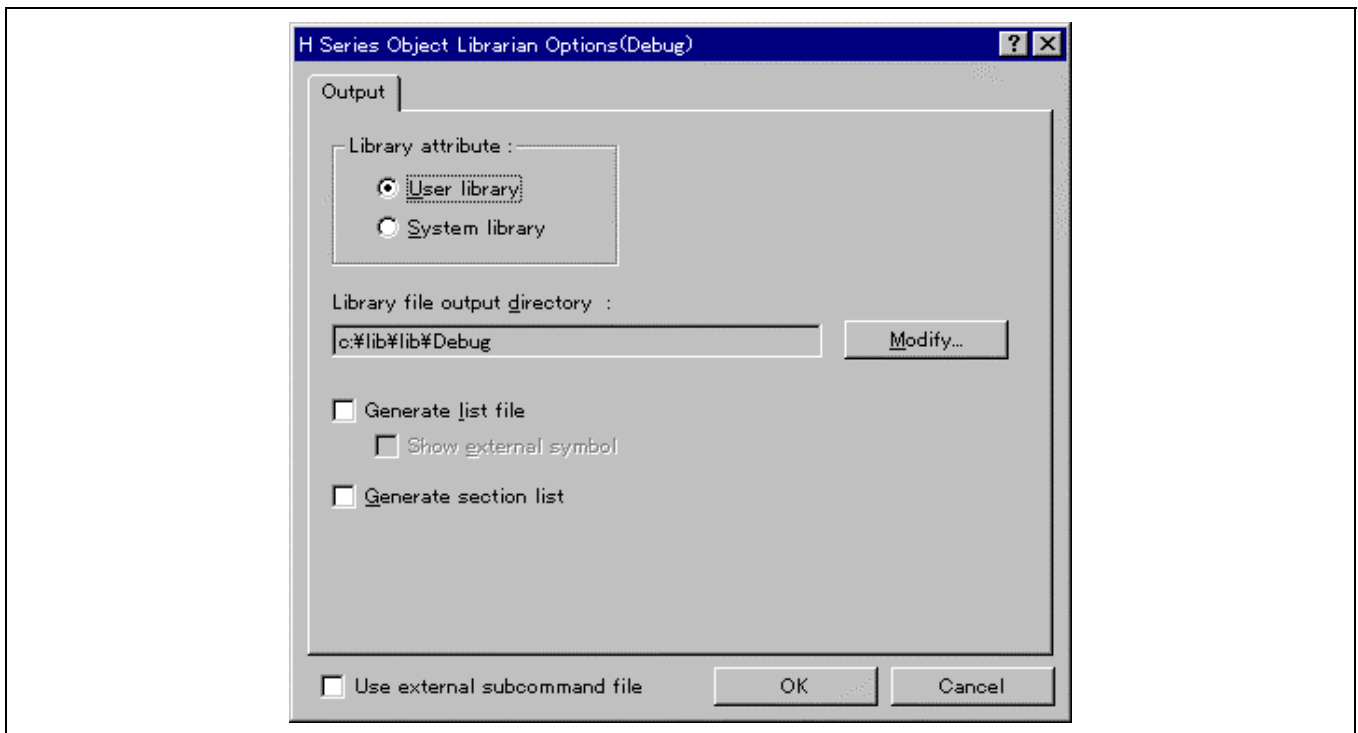 H Series Object Librarian Options(Debug)
Output
Library attribute :
User library
System library
Library file output directory :
c:¥lib¥lib¥Debug
Modify...
Generate list file
Show external symbol
Generate section list
Use external subcommand file
OK
Cancel